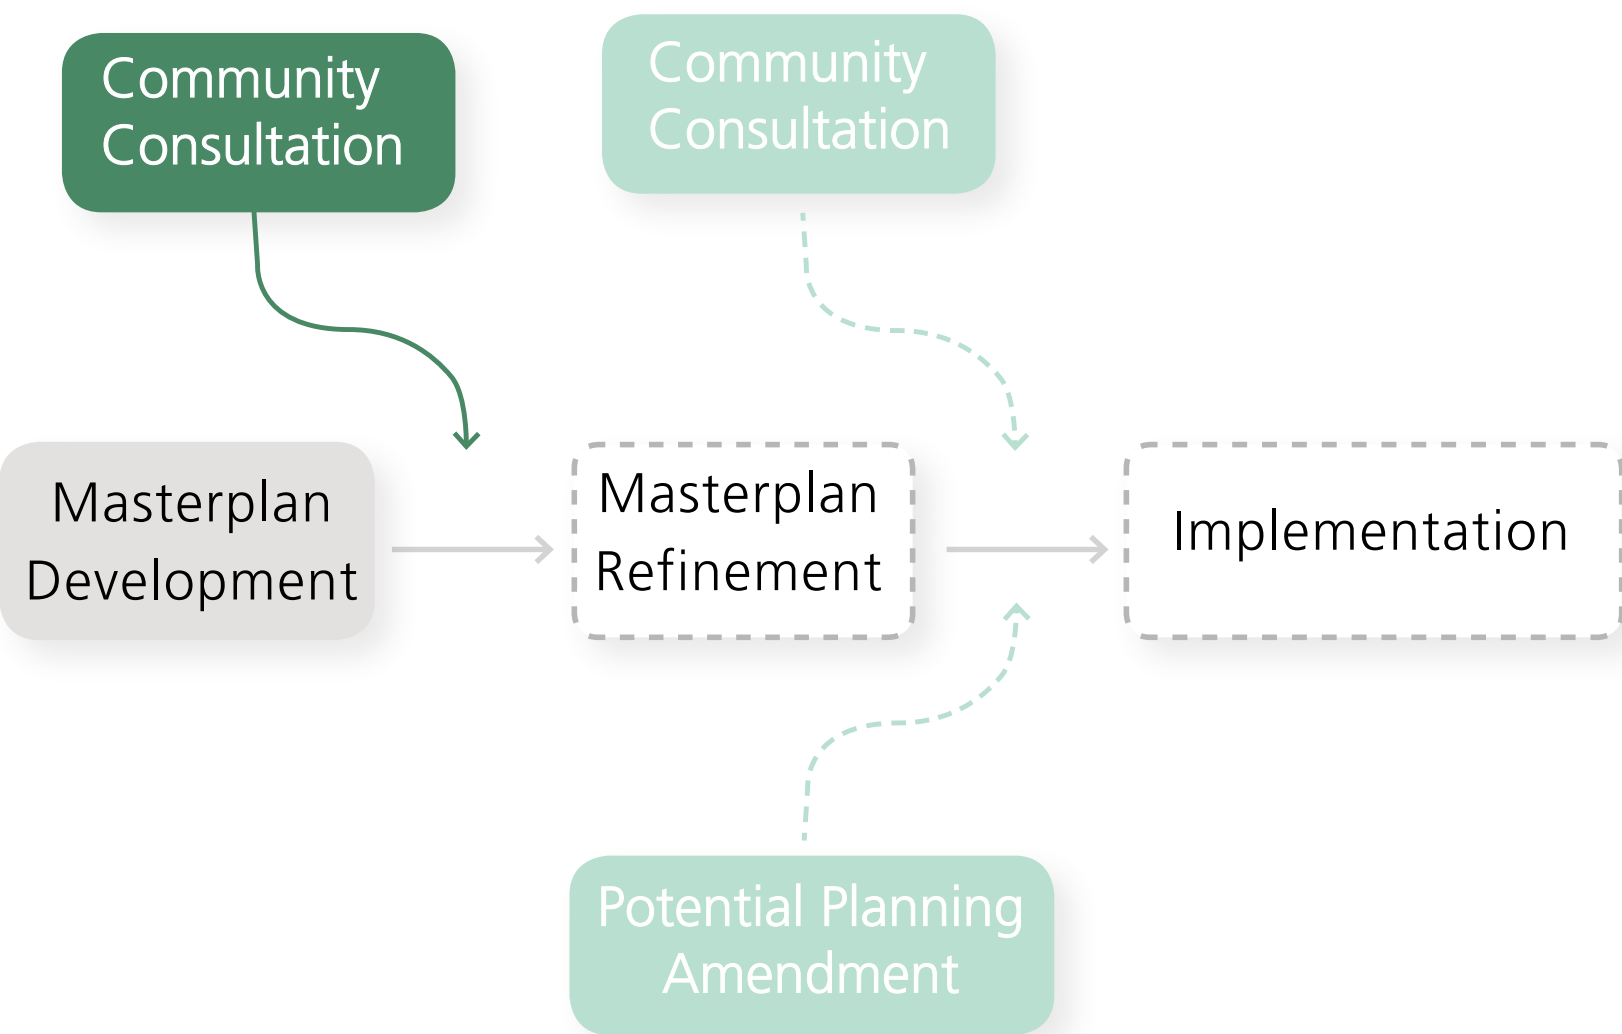 Community
Consultation
Community
Consultation
Masterplan
Development
Masterplan
Refinement
Implementation
Potential Planning
Amendment